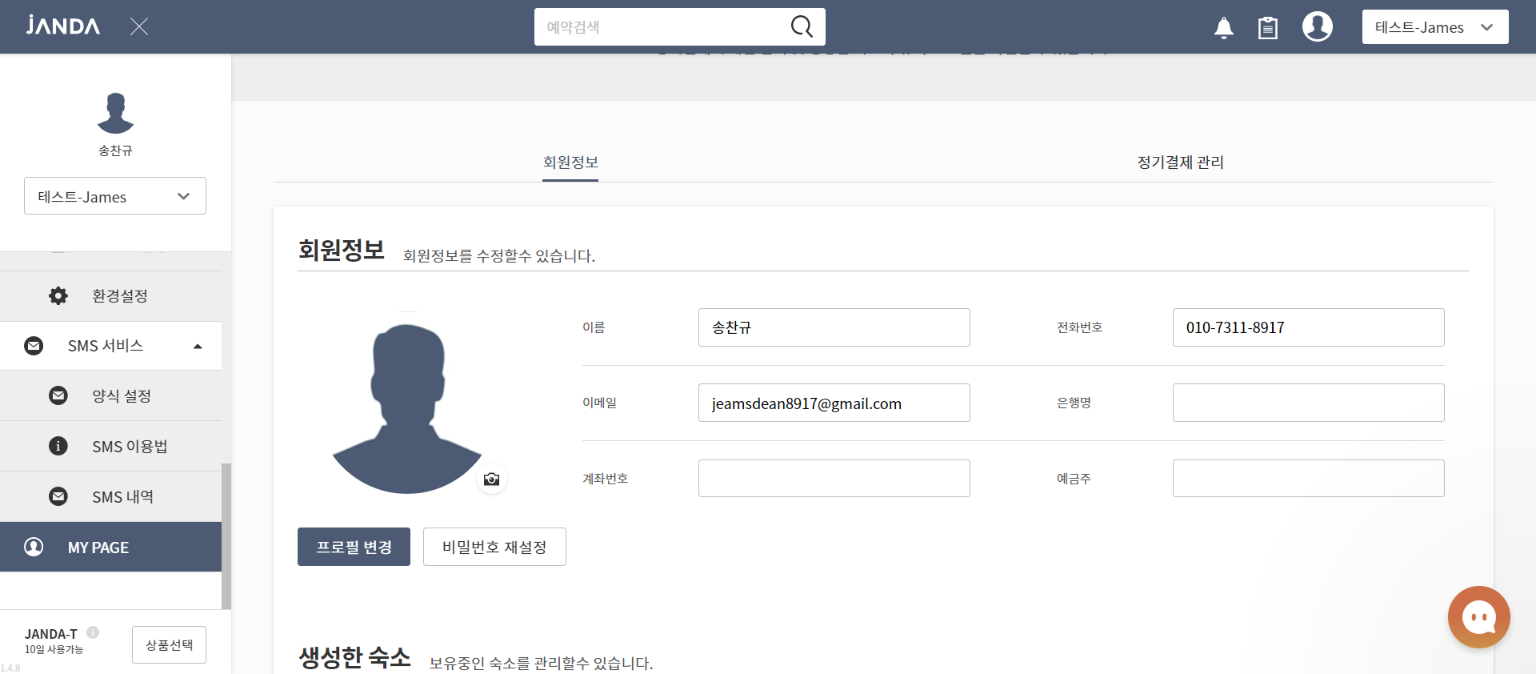 JANDA
예약검색
테스트-James
송찬규
테스트-James
환경설정
SMS 서비스
양식 설정
SMS 이용법
SMS 내역
MY PAGE
JANDA-T
10일 사용가능
상품선택
1.4.8
회원정보
정기결제 관리
회원정보 회원정보를 수정할수 있습니다.
이름 송찬규 전화번호 010-7311-8917
이메일 jeamsdean8917@gmail.com 은행명
계좌번호 예금주
프로필 변경 비밀번호 재설정
생성한 숙소 보유중인 숙소를 관리할수 있습니다.